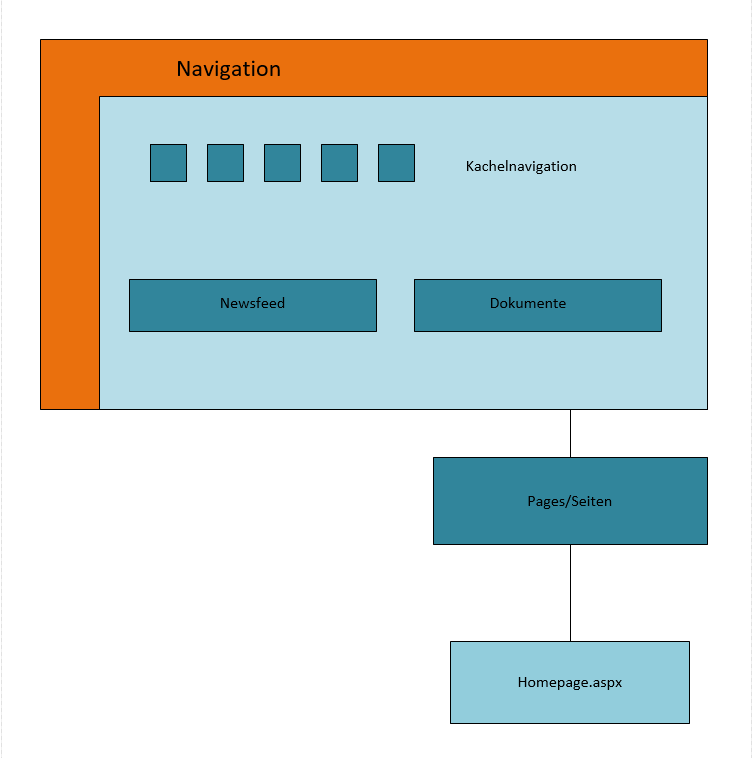 Navigation
Kachelnavigation
Newsfeed
Dokumente
Pages/Seiten
Homepage.aspx